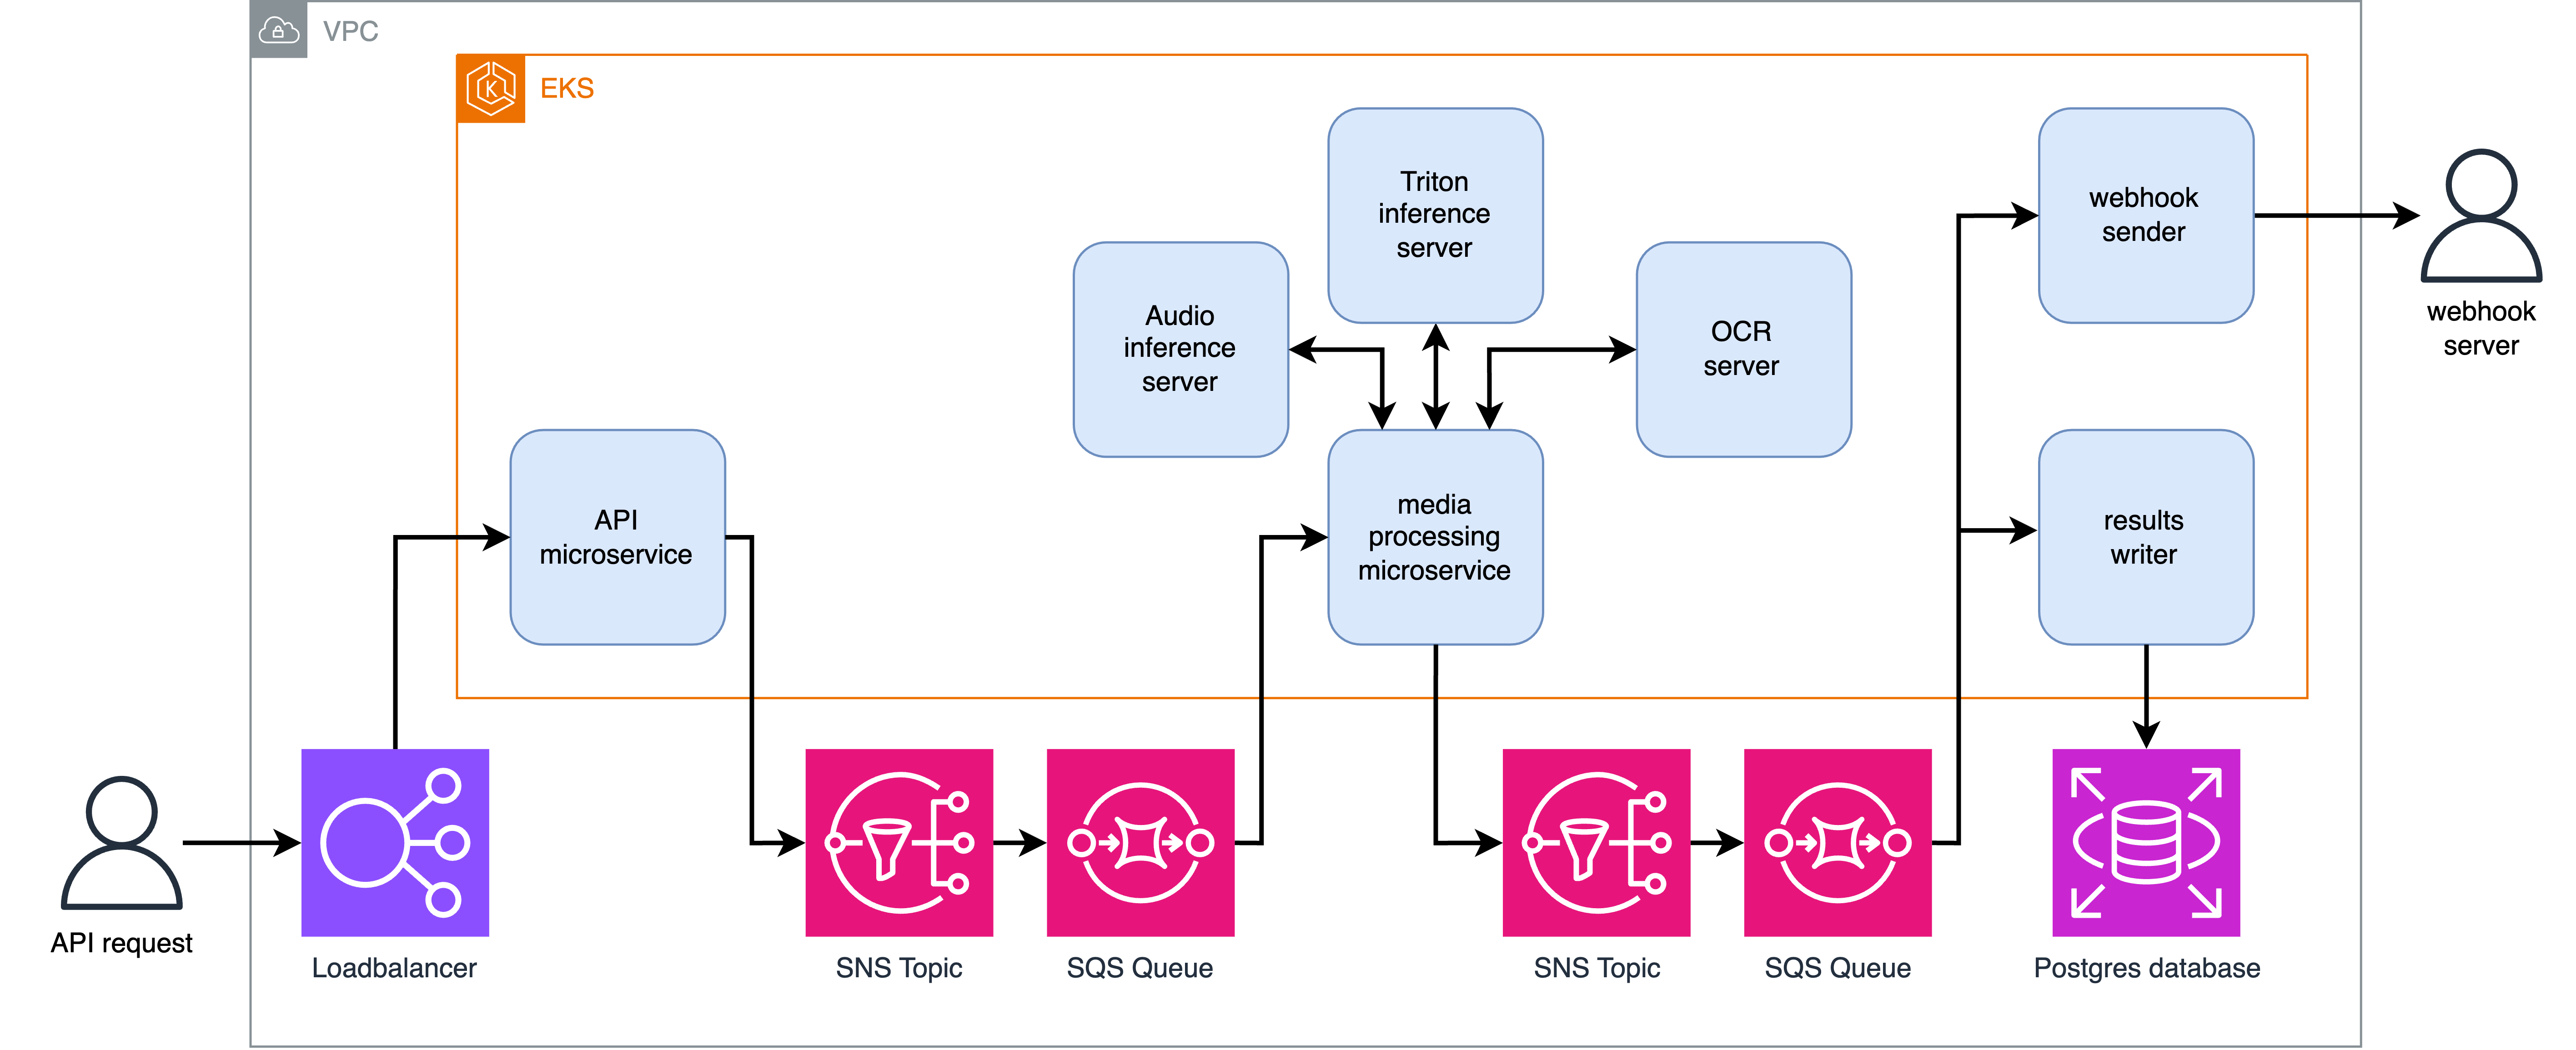 VPC
K
EKS
Triton
inference
server
webhook
sender
Audio
inference
server
OCR
server
webhook
server
API
microservice
media
processing
microservice
results
writer
API request
Loadbalancer
SNS Topic
SQS Queue
SNS Topic
SQS Queue
Postgres database